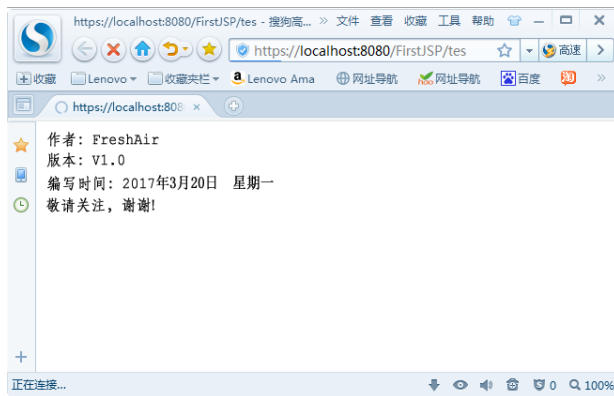 https://localhost:8080/FirstJSP/tes - 搜狗高... » 文件 查看 收藏 工具 帮助
https://localhost:8080/FirstJSP/tes 高速
收藏 Lenovo 收藏夹栏 a Lenovo Ama 网址导航 hao 网址导航 百度 淘 »
https://localhost:808
作者: FreshAir
版本: V1.0
编写时间: 2017年3月20日 星期一
敬请关注, 谢谢!
正在连接... 0 100%